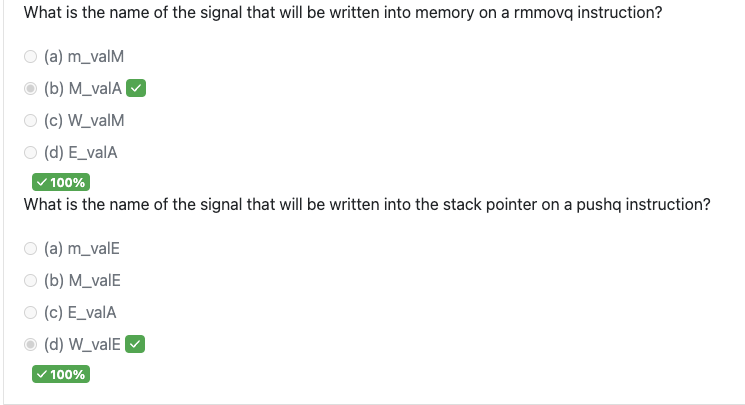 What is the name of the signal that will be written into memory on a rmmovq instruction?
(a) m_valM
(b) M_valA
(c) W_valM
(d) E_valA
100%
What is the name of the signal that will be written into the stack pointer on a pushq instruction?
(a) m_valE
(b) M_valE
(c) E_valA
(d) W_valE
100%